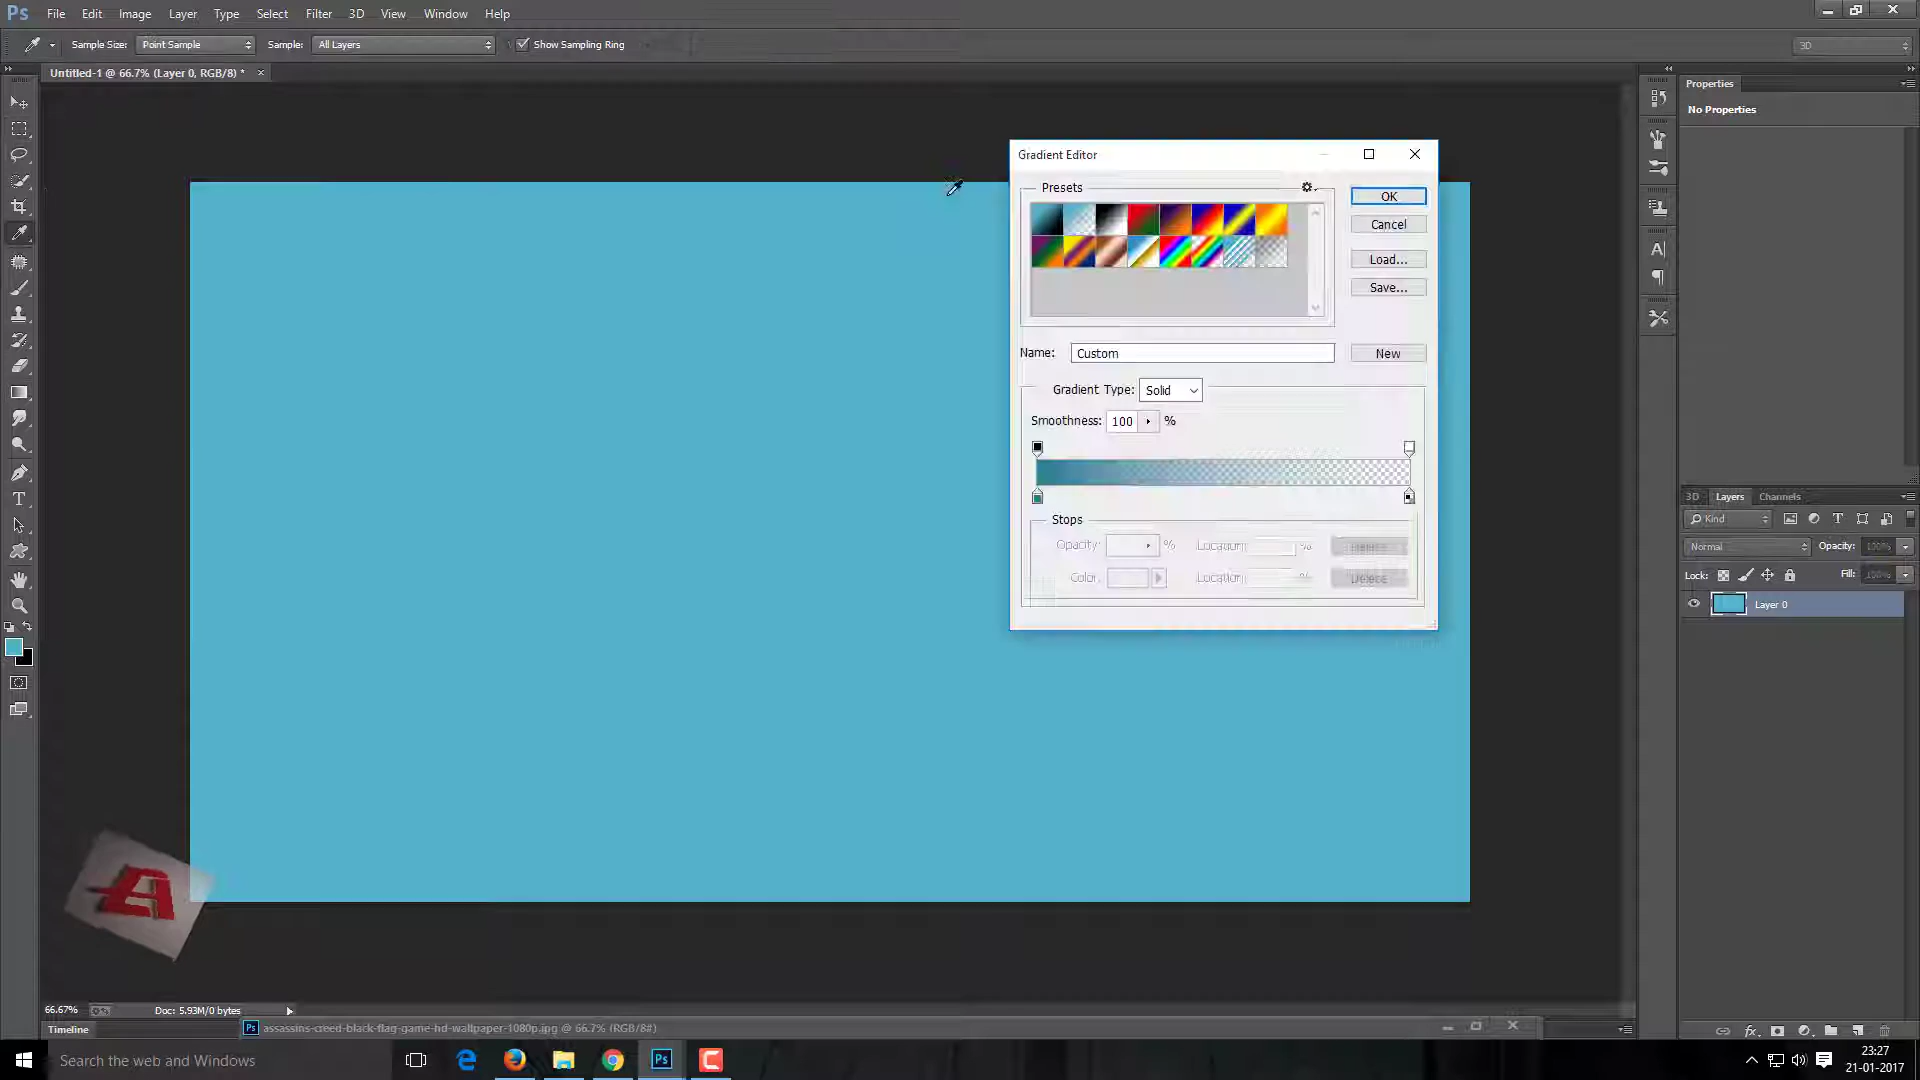 Ps File Edit Image Layer Type Select Filter 3D View Window Help
Sample Size: Point Sample Sample: All Layers Show Sampling Ring 3D
Untitled-1 @ 66.7% (Layer 0, RGB/8) *
Properties
No Properties
Gradient Editor
Presets
OK
Cancel
Load...
Save...
Name: Custom New
Gradient Type: Solid
Smoothness: 100 %
Stops
Opacity: % Location: % Delete
Color: Location: % Delete
3D Layers Channels
Kind
Normal Opacity: 100%
Lock: Fill: 100%
Layer 0
66.67% Doc: 5.93M/0 bytes
Timeline
Ps assassins-creed-black-flag-game-hd-wallpaper-1080p.jpg @ 66.7% (RGB/8#)
Search the web and Windows
Ps
23:27
21-01-2017